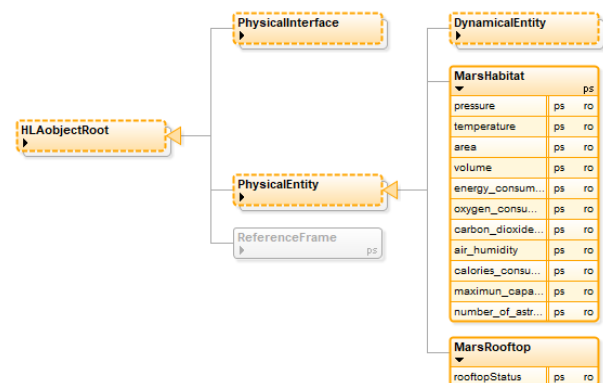 HLAobjectRoot
PhysicalInterface
PhysicalEntity
ReferenceFrame
ps
DynamicalEntity
MarsHabitat
ps
pressure ps ro
temperature ps ro
area ps ro
volume ps ro
energy_consum... ps ro
oxygen_consu... ps ro
carbon_dioxide... ps ro
air_humidity ps ro
calories_consu... ps ro
maximun_capa... ps ro
number_of_astr... ps ro
MarsRooftop
rooftopStatus ps ro